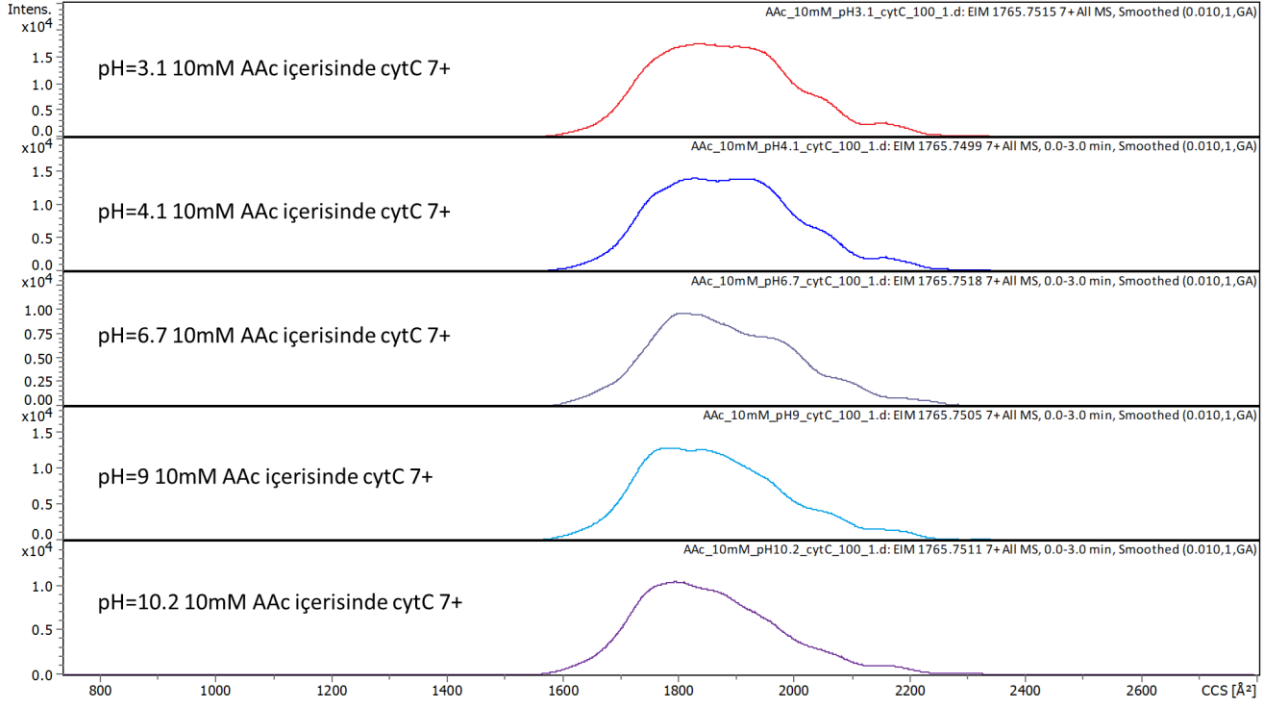 Intens.
x10⁴
1.5
1.0
0.5
0.0
AAc_10mM_pH3.1_cytC_100_1.d: EIM 1765.7515 7+All MS, Smoothed (0.010,1,GA)
pH=3.1 10mM AAc içerisinde cytC 7+
x10⁴
1.5
1.0
0.5
0.0
AAc_10mM_pH4.1_cytC_100_1.d: EIM 1765.7499 7+All MS, 0.0-3.0 min, Smoothed (0.010,1,GA)
pH=4.1 10mM AAc içerisinde cytC 7+
x10⁴
1.00
0.75
0.50
0.25
0.00
AAc_10mM_pH6.7_cytC_100_1.d: EIM 1765.7518 7+All MS, 0.0-3.0 min, Smoothed (0.010,1,GA)
pH=6.7 10mM AAc içerisinde cytC 7+
x10⁴
1.5
1.0
0.5
0.0
AAc_10mM_pH9_cytC_100_1.d: EIM 1765.7505 7+All MS, 0.0-3.0 min, Smoothed (0.010,1,GA)
pH=9 10mM AAc içerisinde cytC 7+
x10⁴
1.0
0.5
0.0
AAc_10mM_pH10.2_cytC_100_1.d: EIM 1765.7511 7+All MS, 0.0-3.0 min, Smoothed (0.010,1,GA)
pH=10.2 10mM AAc içerisinde cytC 7+
800 1000 1200 1400 1600 1800 2000 2200 2400 2600 CCS [Å²]